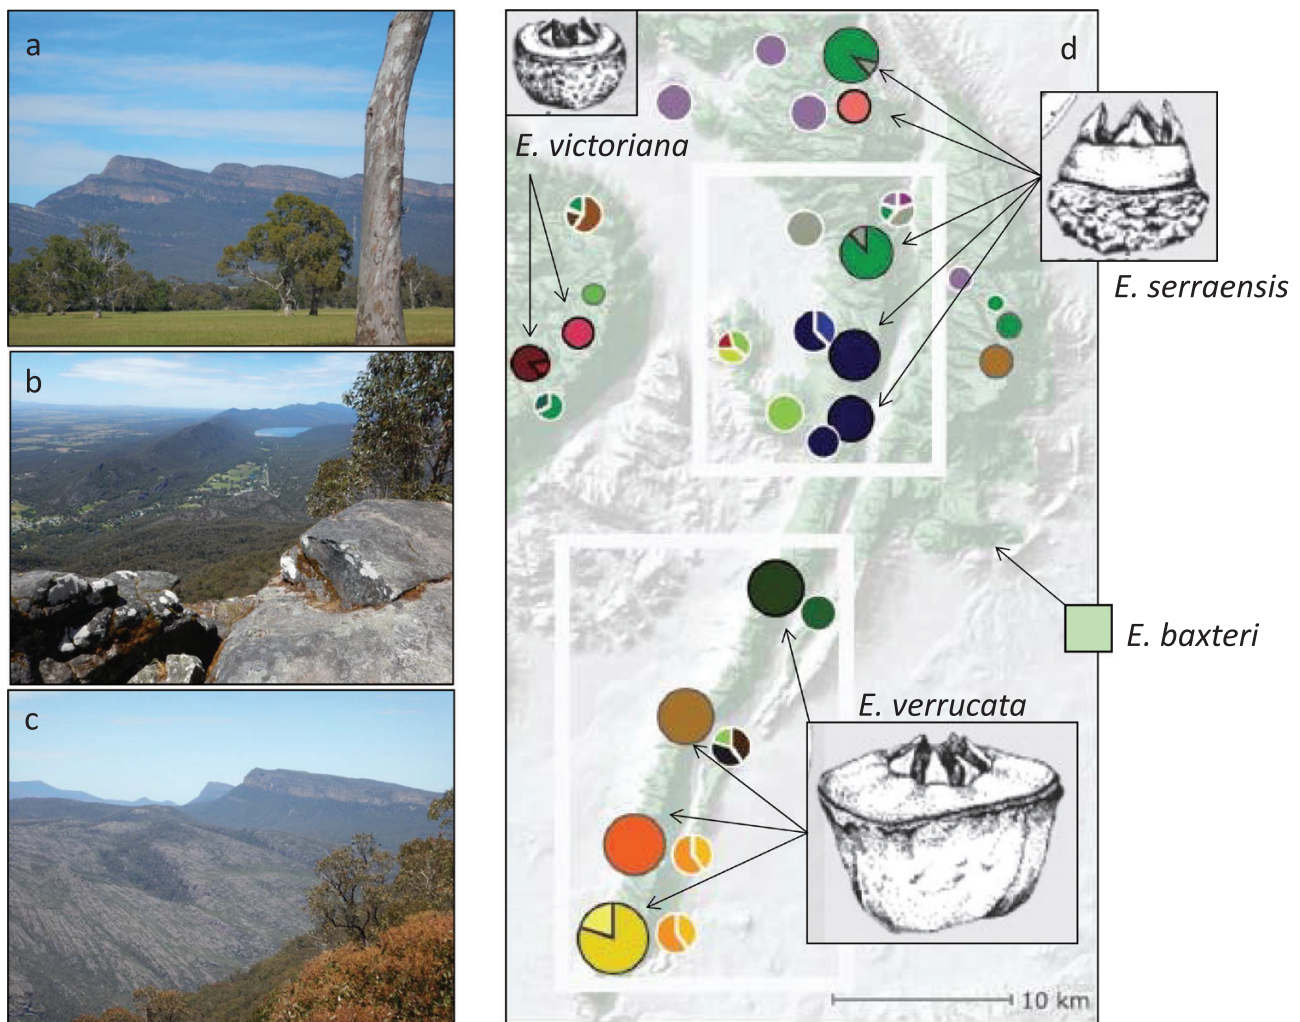 a
b
c
d
E. victoriana
E. serraensis
E. baxteri
E. verrucata
10 km